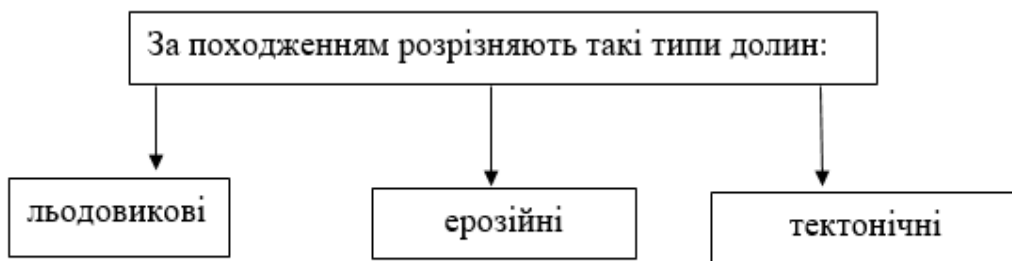 За походженням розрізняють такі типи долин:
льодовикові
ерозійні
тектонічні